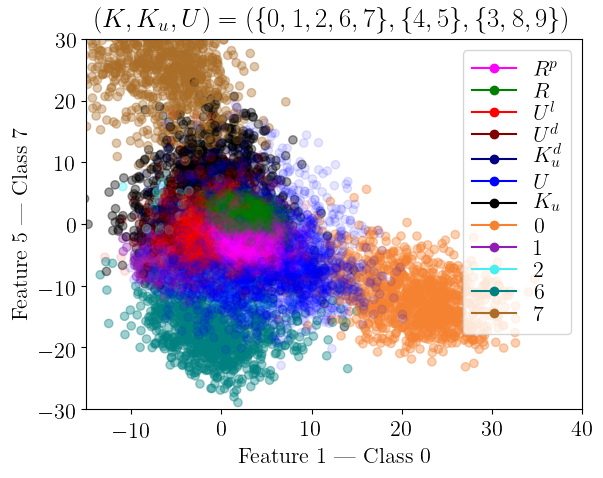 (K, K_u, U) = ({0, 1, 2, 6, 7}, {4, 5}, {3, 8, 9})
30
20
10
0
−10
−20
−30
Feature 5 — Class 7
R^p
R
U^l
U^d
K_u^d
U
K_u
0
1
2
6
7
−10
0
10
20
30
40
Feature 1 — Class 0